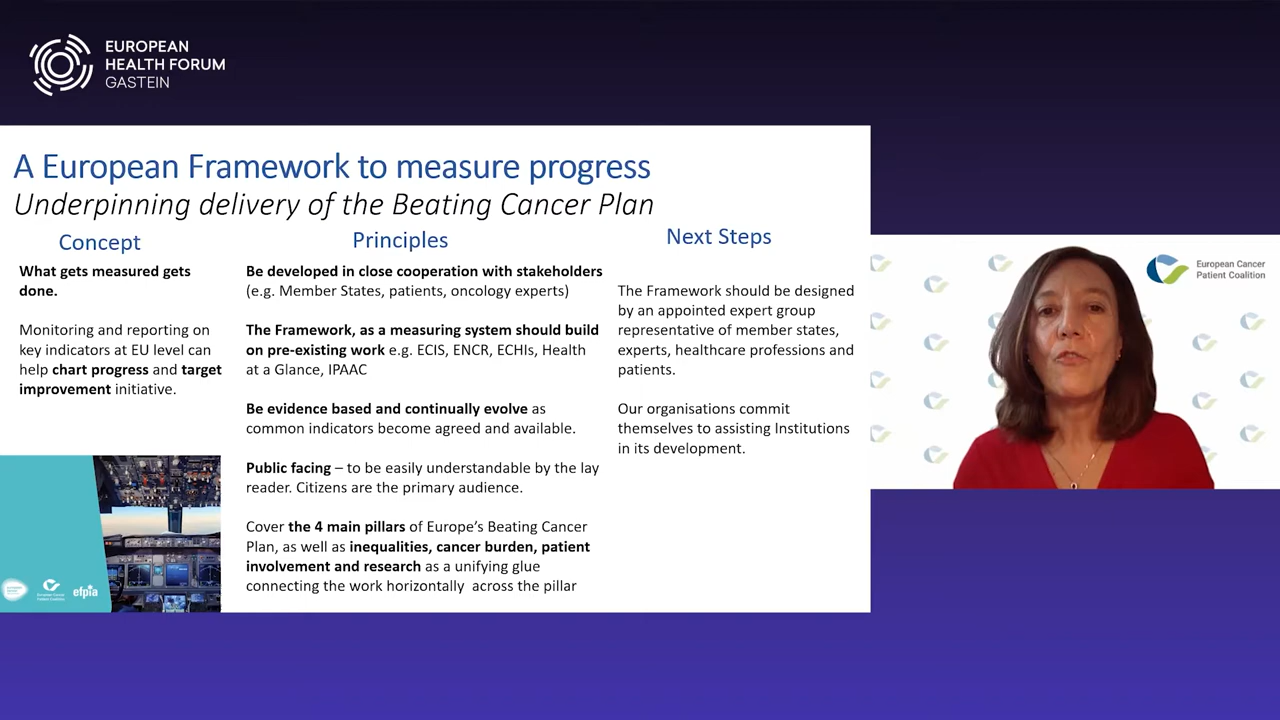 EUROPEAN
HEALTH FORUM
GASTEIN
A European Framework to measure progress
Underpinning delivery of the Beating Cancer Plan
Concept
What gets measured gets
done.
Monitoring and reporting on
key indicators at EU level can
help chart progress and target
improvement initiative.
Principles
Be developed in close cooperation with stakeholders
(e.g. Member States, patients, oncology experts)
The Framework, as a measuring system should build
on pre-existing work e.g. ECIS, ENCR, ECHIs, Health
at a Glance, IPAAC
Be evidence based and continually evolve as
common indicators become agreed and available.
Public facing – to be easily understandable by the lay
reader. Citizens are the primary audience.
Cover the 4 main pillars of Europe's Beating Cancer
Plan, as well as inequalities, cancer burden, patient
involvement and research as a unifying glue
connecting the work horizontally across the pillar
Next Steps
The Framework should be designed
by an appointed expert group
representative of member states,
experts, healthcare professions and
patients.
Our organisations commit
themselves to assisting Institutions
in its development.
European Cancer
Patient Coalition
efpia
European Cancer
Patient Coalition